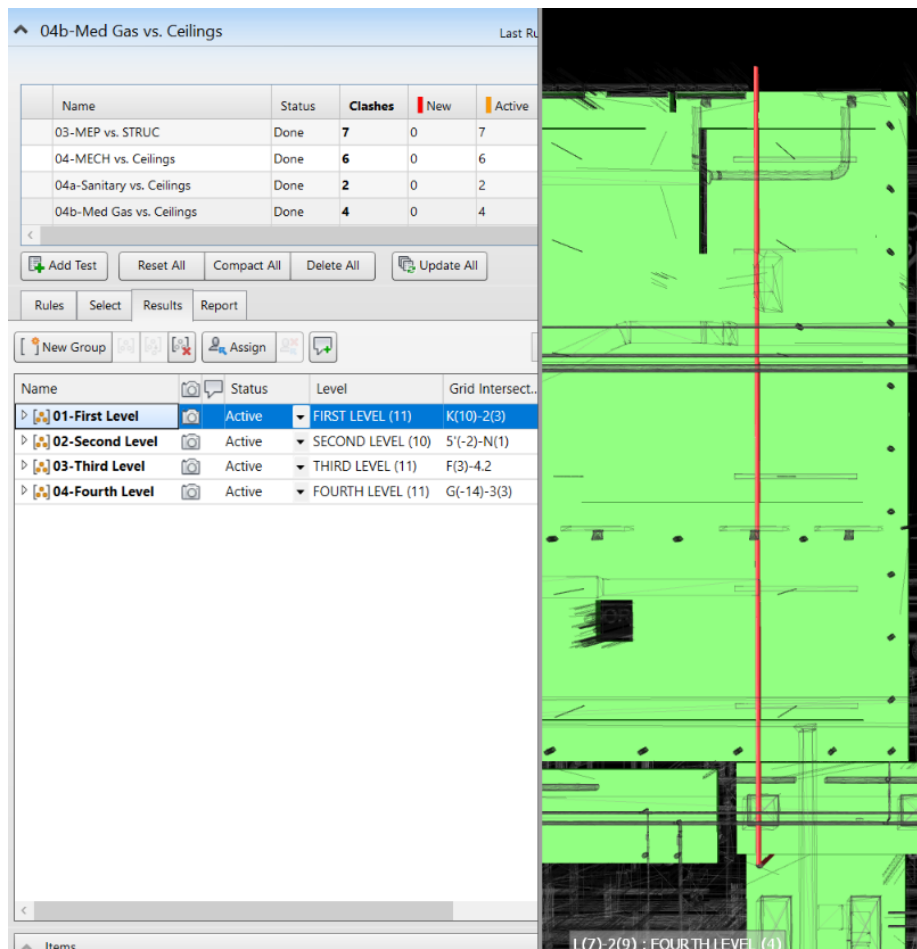 04b-Med Gas vs. Ceilings Last Ru
Name Status Clashes New Active
03-MEP vs. STRUC Done 7 0 7
04-MECH vs. Ceilings Done 6 0 6
04a-Sanitary vs. Ceilings Done 2 0 2
04b-Med Gas vs. Ceilings Done 4 0 4
Add Test Reset All Compact All Delete All Update All
Rules Select Results Report
New Group Assign
Name Status Level Grid Intersect...
01-First Level Active FIRST LEVEL (11) K(10)-2(3)
02-Second Level Active SECOND LEVEL (10) 5'(-2)-N(1)
03-Third Level Active THIRD LEVEL (11) F(3)-4.2
04-Fourth Level Active FOURTH LEVEL (11) G(-14)-3(3)
Items
L(7)-2(9) : FOURTH LEVEL (4)